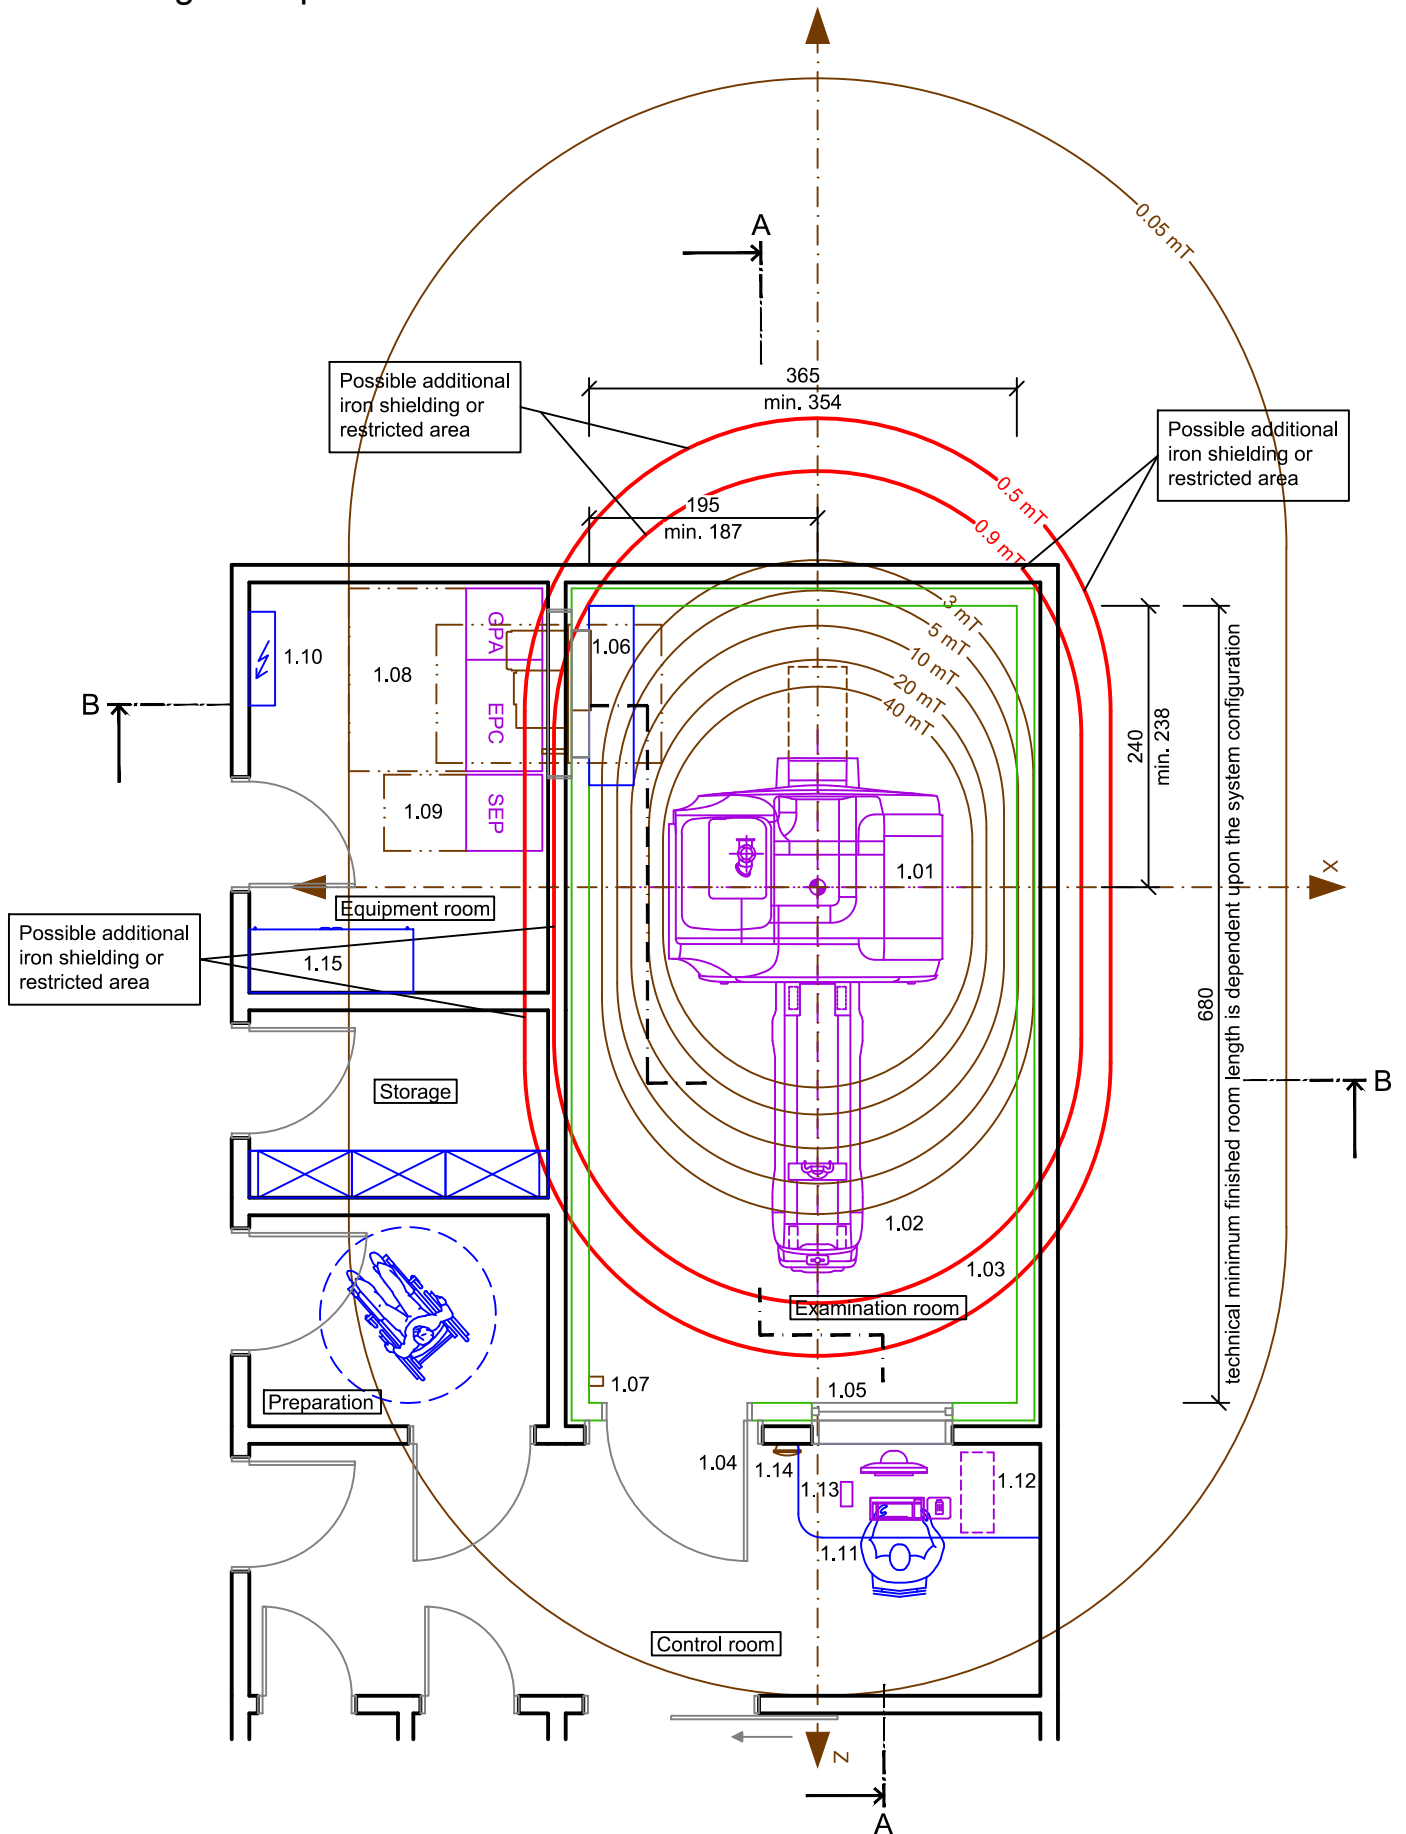 0.05 mT
A
Possible additional
iron shielding or
restricted area
365
min. 354
Possible additional
iron shielding or
restricted area
0.5 mT
0.9 mT
195
min. 187
3 mT
5 mT
10 mT
20 mT
40 mT
GPA
1.06
1.10
1.08
EPC
B
240
min. 238
1.09
SEP
1.01
X
Equipment room
Possible additional
iron shielding or
restricted area
1.15
680
technical minimum finished room length is dependent upon the system configuration
B
Storage
1.02
1.03
Examination room
1.07
1.05
Preparation
1.04
1.14
1.13
1.12
1.11
Control room
Z
A